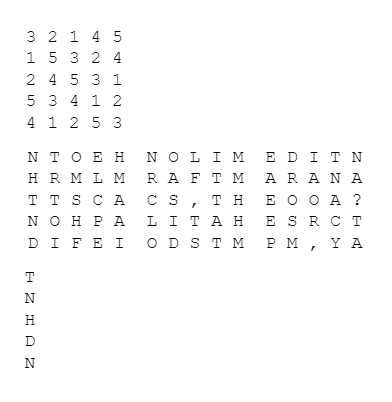 3 2 1 4 5
1 5 3 2 4
2 4 5 3 1
5 3 4 1 2
4 1 2 5 3
N T O E H N O L I M E D I T N
H R M L M R A F T M A R A N A
T T S C A C S , T H E O O A ?
N O H P A L I T A H E S R C T
D I F E I O D S T M P M , Y A
T
N
H
D
N